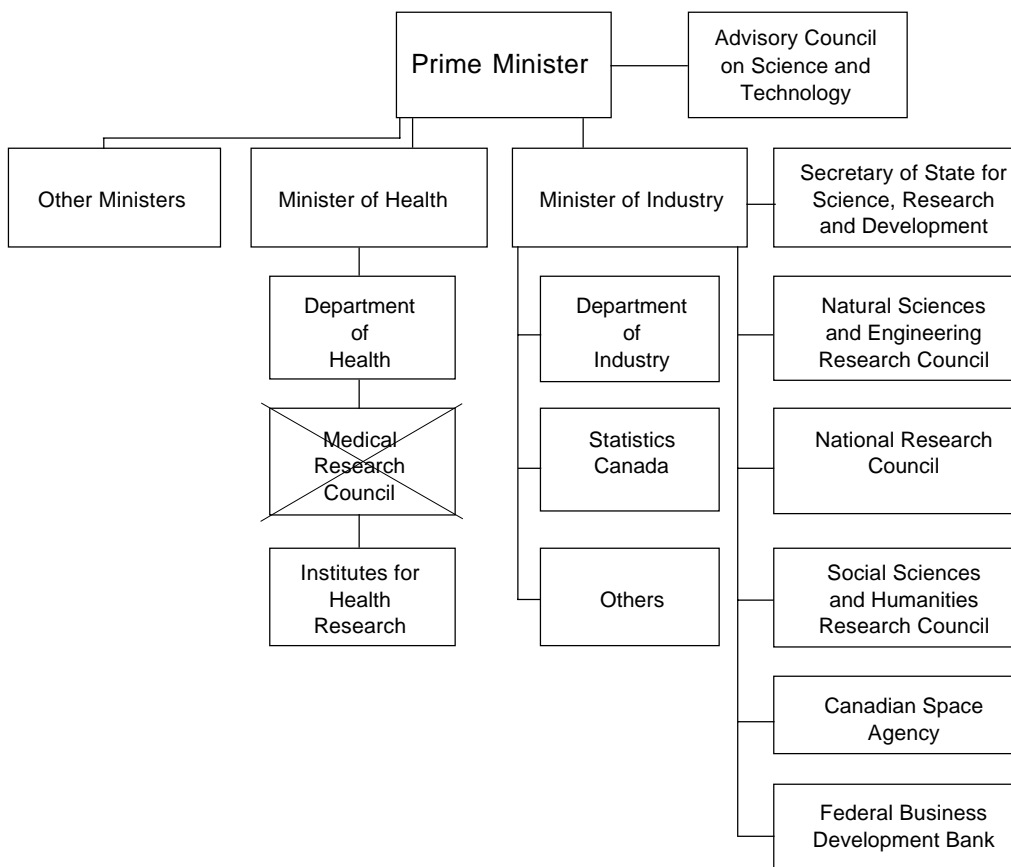 Prime Minister
Advisory Council
on Science and
Technology
Other Ministers
Minister of Health
Minister of Industry
Secretary of State for
Science, Research
and Development
Department
of
Health
Department
of
Industry
Natural Sciences
and Engineering
Research Council
Medical
Research
Council
Statistics
Canada
National Research
Council
Institutes for
Health
Research
Others
Social Sciences
and Humanities
Research Council
Canadian Space
Agency
Federal Business
Development Bank